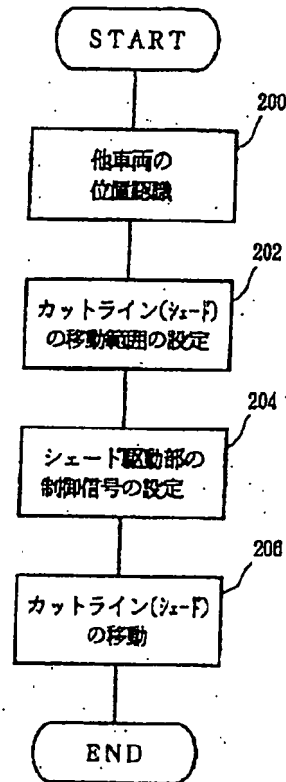 START
200
他車両の
位置認識
202
カットライン(シェード)
の移動範囲の設定
204
シェード駆動部の
制御信号の設定
206
カットライン(シェード)
の移動
END